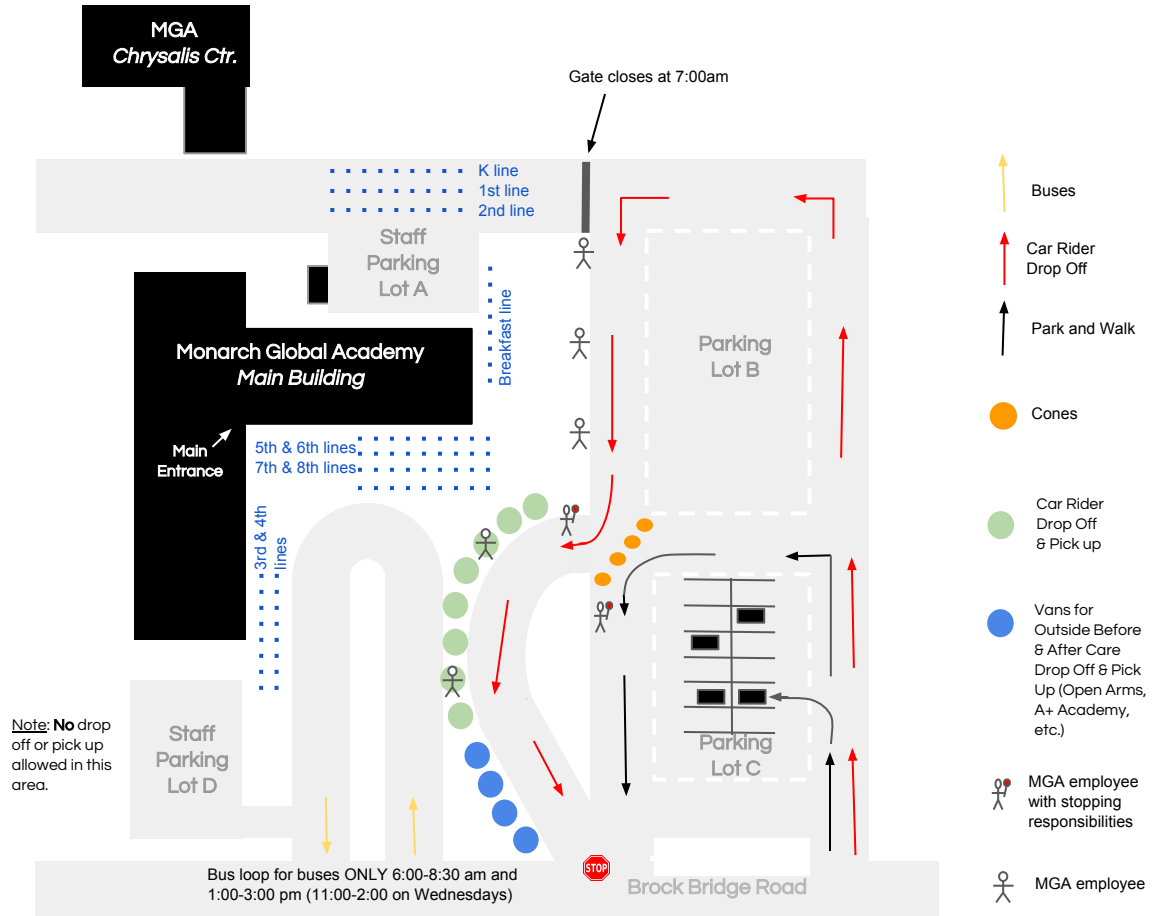 MGA
Chrysalis Ctr.
Gate closes at 7:00am
K line
1st line
2nd line
Staff
Parking
Lot A
Breakfast line
Monarch Global Academy
Main Building
Main
Entrance
5th & 6th lines
7th & 8th lines
3rd & 4th
lines
Parking
Lot B
Parking
Lot C
Note: No drop
off or pick up
allowed in this
area.
Staff
Parking
Lot D
Bus loop for buses ONLY 6:00-8:30 am and
1:00-3:00 pm (11:00-2:00 on Wednesdays)
STOP
Brock Bridge Road
Buses
Car Rider
Drop Off
Park and Walk
Cones
Car Rider
Drop Off
& Pick up
Vans for
Outside Before
& After Care
Drop Off & Pick
Up (Open Arms,
A+ Academy,
etc.)
MGA employee
with stopping
responsibilities
MGA employee